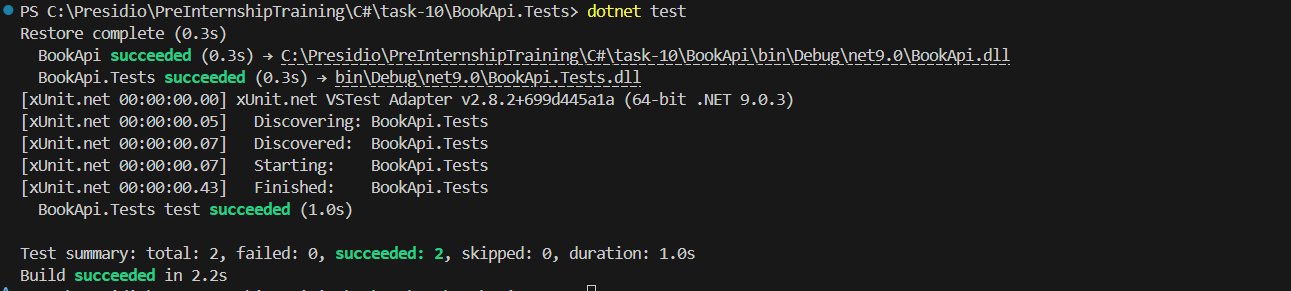 PS C:\Presidio\PreInternshipTraining\C#\task-10\BookApi.Tests> dotnet test
Restore complete (0.3s)
BookApi succeeded (0.3s) → C:\Presidio\PreInternshipTraining\C#\task-10\BookApi\bin\Debug\net9.0\BookApi.dll
BookApi.Tests succeeded (0.3s) → bin\Debug\net9.0\BookApi.Tests.dll
[xUnit.net 00:00:00.00] xUnit.net VSTest Adapter v2.8.2+699d445a1a (64-bit .NET 9.0.3)
[xUnit.net 00:00:00.05]   Discovering: BookApi.Tests
[xUnit.net 00:00:00.07]   Discovered:  BookApi.Tests
[xUnit.net 00:00:00.07]   Starting:    BookApi.Tests
[xUnit.net 00:00:00.43]   Finished:    BookApi.Tests
BookApi.Tests test succeeded (1.0s)
Test summary: total: 2, failed: 0, succeeded: 2, skipped: 0, duration: 1.0s
Build succeeded in 2.2s